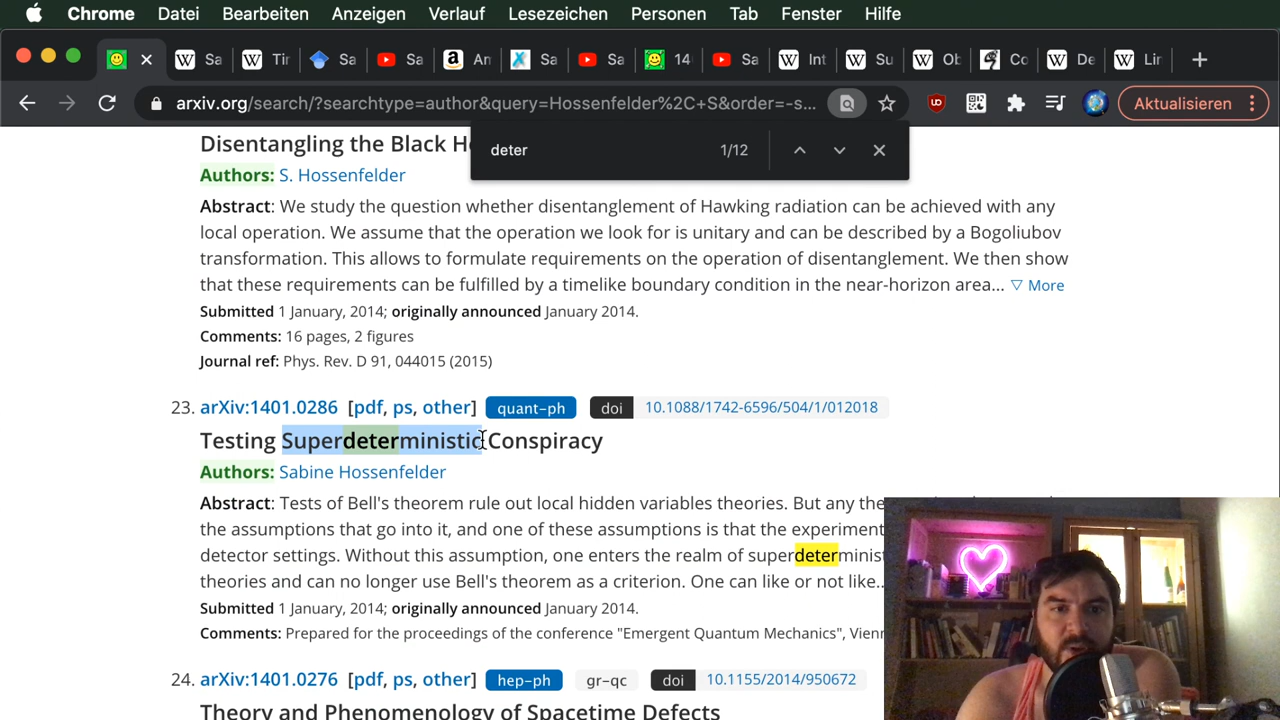 Chrome Datei Bearbeiten Anzeigen Verlauf Lesezeichen Personen Tab Fenster Hilfe
Sa Tir Sa Sa An Sa Sa 14 Sa Int Su Ob Co De Lir
arxiv.org/search/?searchtype=author&query=Hossenfelder%2C+S&order=-s... Aktualisieren
deter 1/12
Disentangling the Black Ho
Authors: S. Hossenfelder
Abstract: We study the question whether disentanglement of Hawking radiation can be achieved with any
local operation. We assume that the operation we look for is unitary and can be described by a Bogoliubov
transformation. This allows to formulate requirements on the operation of disentanglement. We then show
that these requirements can be fulfilled by a timelike boundary condition in the near-horizon area... ▽ More
Submitted 1 January, 2014; originally announced January 2014.
Comments: 16 pages, 2 figures
Journal ref: Phys. Rev. D 91, 044015 (2015)
23. arXiv:1401.0286 [pdf, ps, other] quant-ph doi 10.1088/1742-6596/504/1/012018
Testing Superdeterministic Conspiracy
Authors: Sabine Hossenfelder
Abstract: Tests of Bell's theorem rule out local hidden variables theories. But any the
the assumptions that go into it, and one of these assumptions is that the experiment
detector settings. Without this assumption, one enters the realm of superdeterminist
theories and can no longer use Bell's theorem as a criterion. One can like or not like..
Submitted 1 January, 2014; originally announced January 2014.
Comments: Prepared for the proceedings of the conference "Emergent Quantum Mechanics", Vienn
24. arXiv:1401.0276 [pdf, ps, other] hep-ph gr-qc doi 10.1155/2014/950672
Theory and Phenomenology of Spacetime Defects